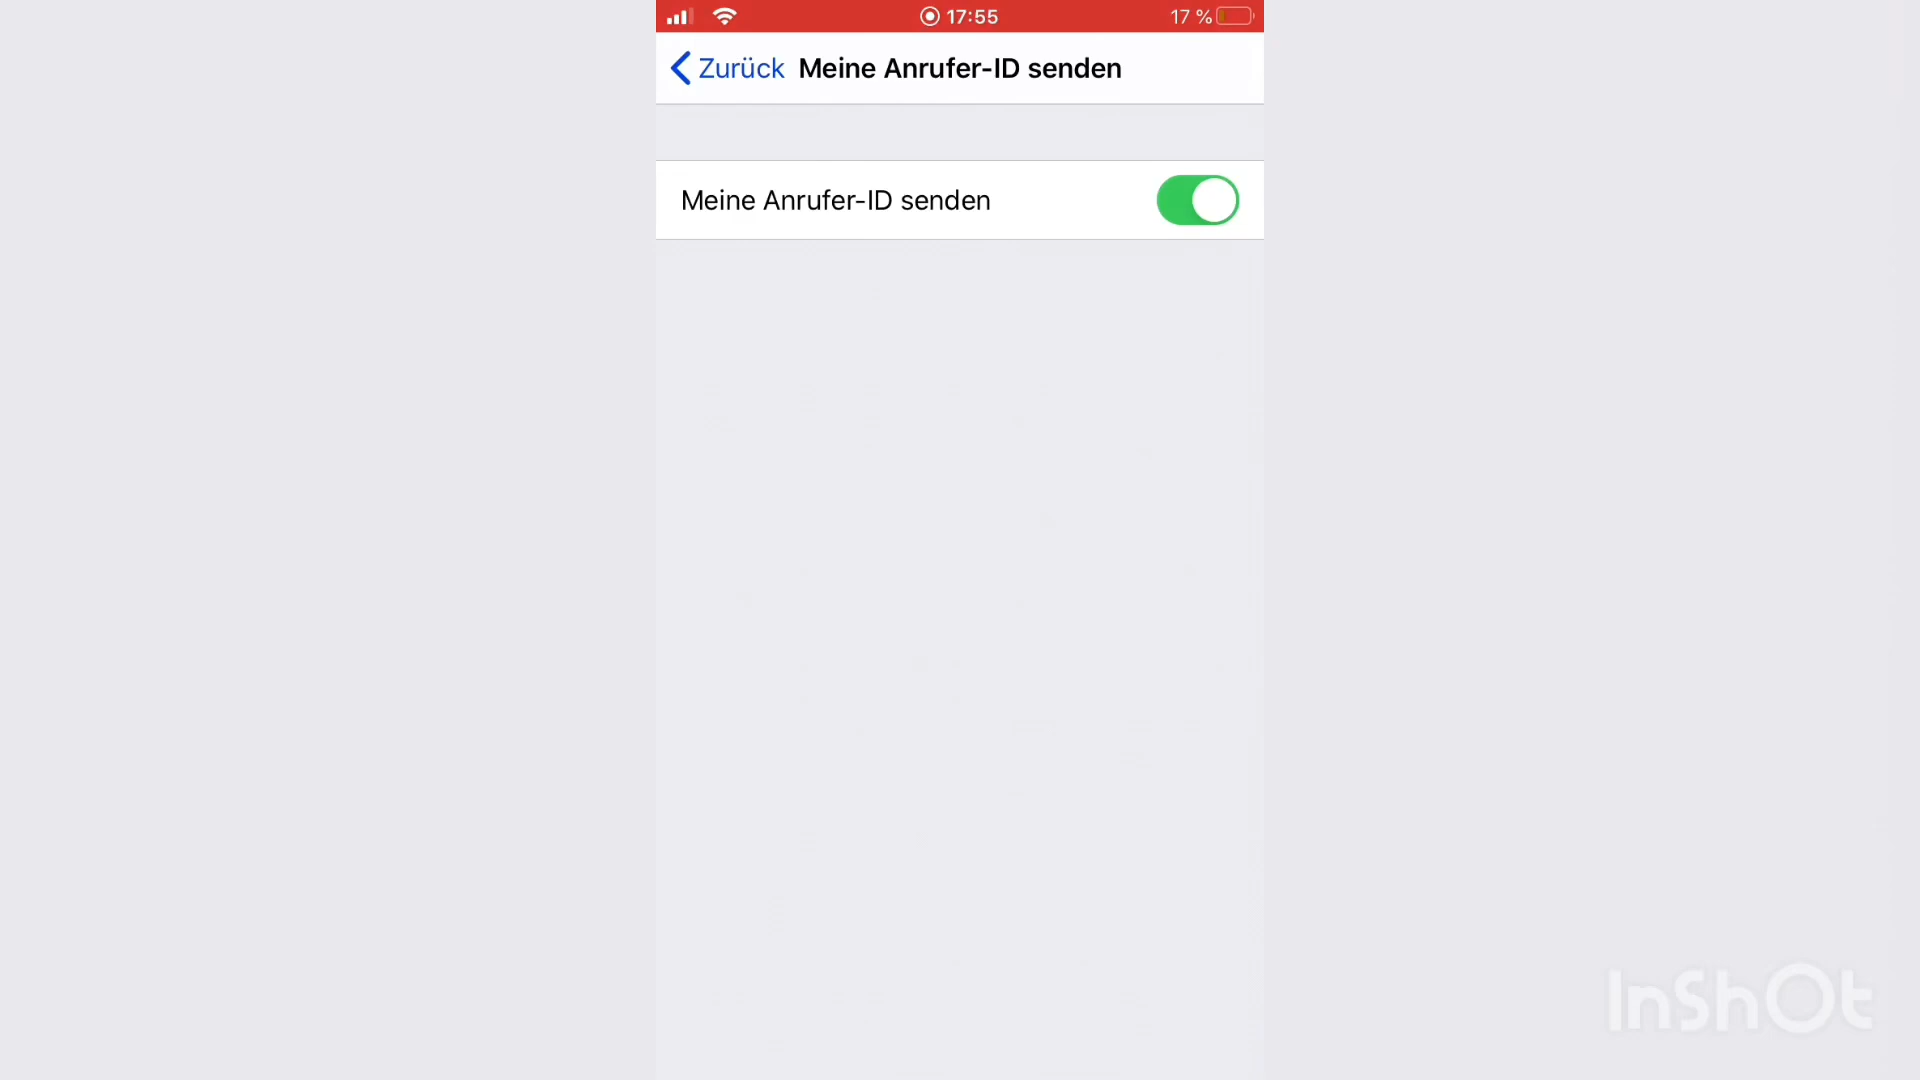 17:55
17 %
Zurück Meine Anrufer-ID senden
Meine Anrufer-ID senden
InShOt